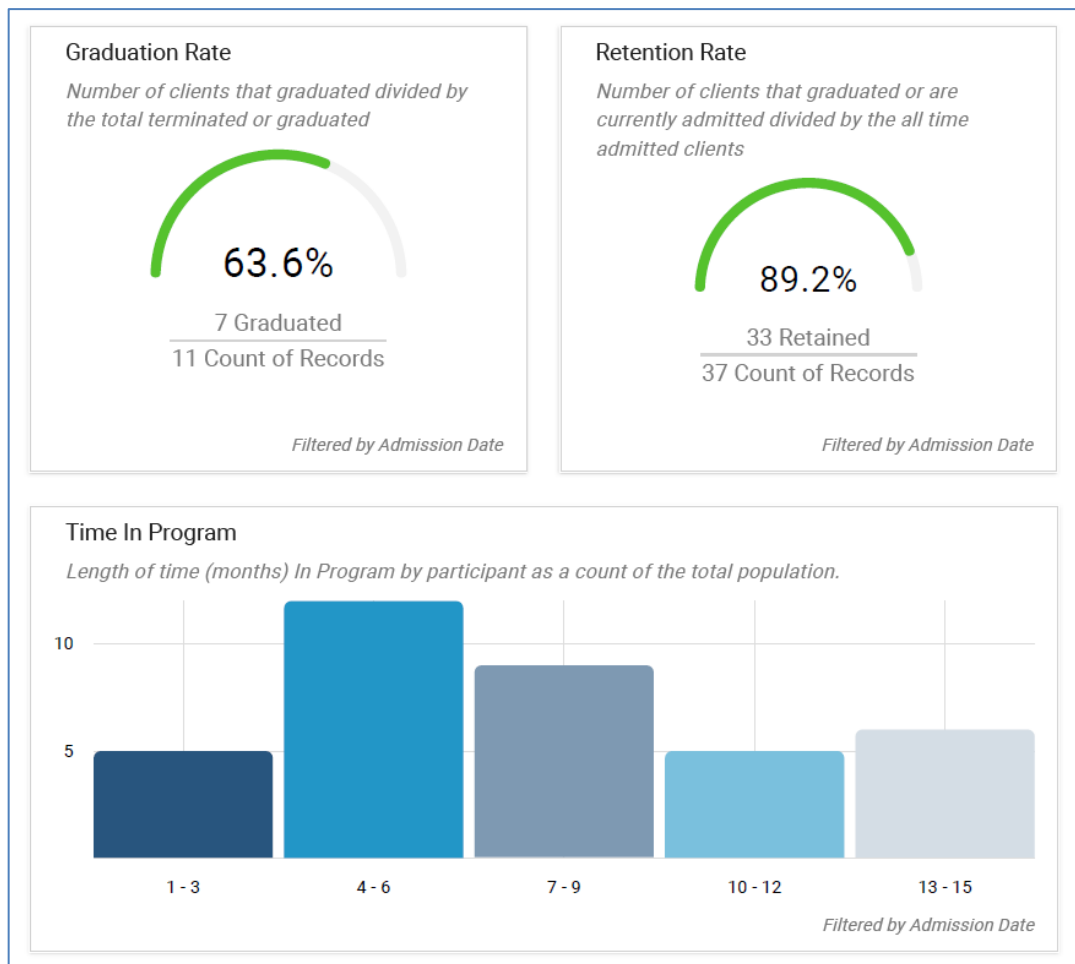 Graduation Rate
Number of clients that graduated divided by
the total terminated or graduated
63.6%
7 Graduated
11 Count of Records
Filtered by Admission Date
Retention Rate
Number of clients that graduated or are
currently admitted divided by the all time
admitted clients
89.2%
33 Retained
37 Count of Records
Filtered by Admission Date
Time In Program
Length of time (months) In Program by participant as a count of the total population.
10
5
1 - 3
4 - 6
7 - 9
10 - 12
13 - 15
Filtered by Admission Date